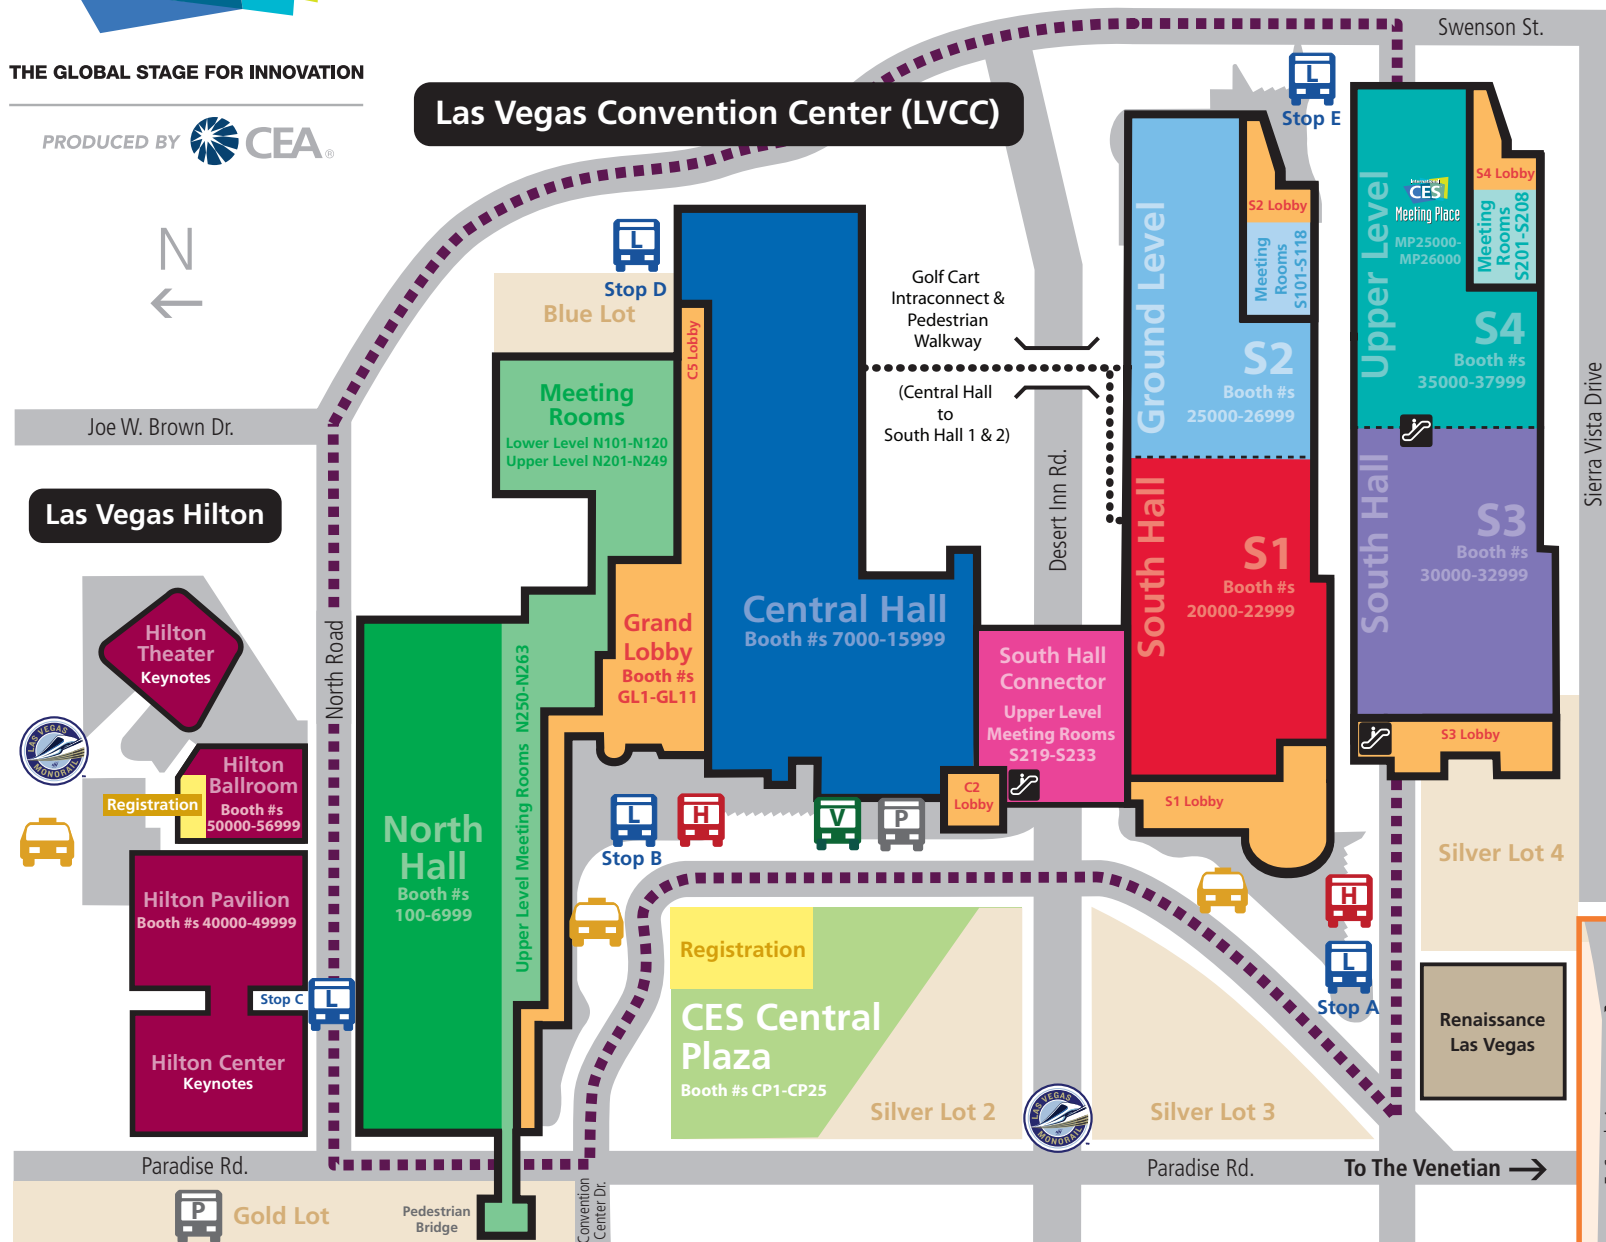 THE GLOBAL STAGE FOR INNOVATION
PRODUCED BY CEA®
Las Vegas Convention Center (LVCC)
Swenson St.
N
Stop E
Stop D
Blue Lot
C5 Lobby
Golf Cart
Intraconnect &
Pedestrian
Walkway
(Central Hall
to
South Hall 1 & 2)
Desert Inn Rd.
Ground Level
S2 Lobby
Meeting
Rooms
S101-S118
S2
Booth #s
25000-26999
South Hall
S1
Booth #s
20000-22999
S1 Lobby
Upper Level
International
CES
Meeting Place
MP25000-
MP26000
S4 Lobby
Meeting
Rooms
S201-S208
S4
Booth #s
35000-37999
South Hall
S3
Booth #s
30000-32999
S3 Lobby
Sierra Vista Drive
Joe W. Brown Dr.
Meeting
Rooms
Lower Level N101-N120
Upper Level N201-N249
Las Vegas Hilton
Hilton
Theater
Keynotes
North Road
LAS VEGAS
MONORAIL
Hilton
Ballroom
Booth #s
50000-56999
Registration
Hilton Pavilion
Booth #s 40000-49999
Stop C
L
Hilton Center
Keynotes
North
Hall
Booth #s
100-6999
Upper Level Meeting Rooms N250-N263
Grand
Lobby
Booth #s
GL1-GL11
Central Hall
Booth #s 7000-15999
South Hall
Connector
Upper Level
Meeting Rooms
S219-S233
C2
Lobby
L
Stop B
H
V
P
L
L
H
L
Stop A
Silver Lot 4
Registration
CES Central
Plaza
Booth #s CP1-CP25
Silver Lot 2
LAS VEGAS
MONORAIL
Silver Lot 3
Renaissance
Las Vegas
Paradise Rd.
Paradise Rd.
To The Venetian
P
Gold Lot
Pedestrian
Bridge
Convention
Center Dr.